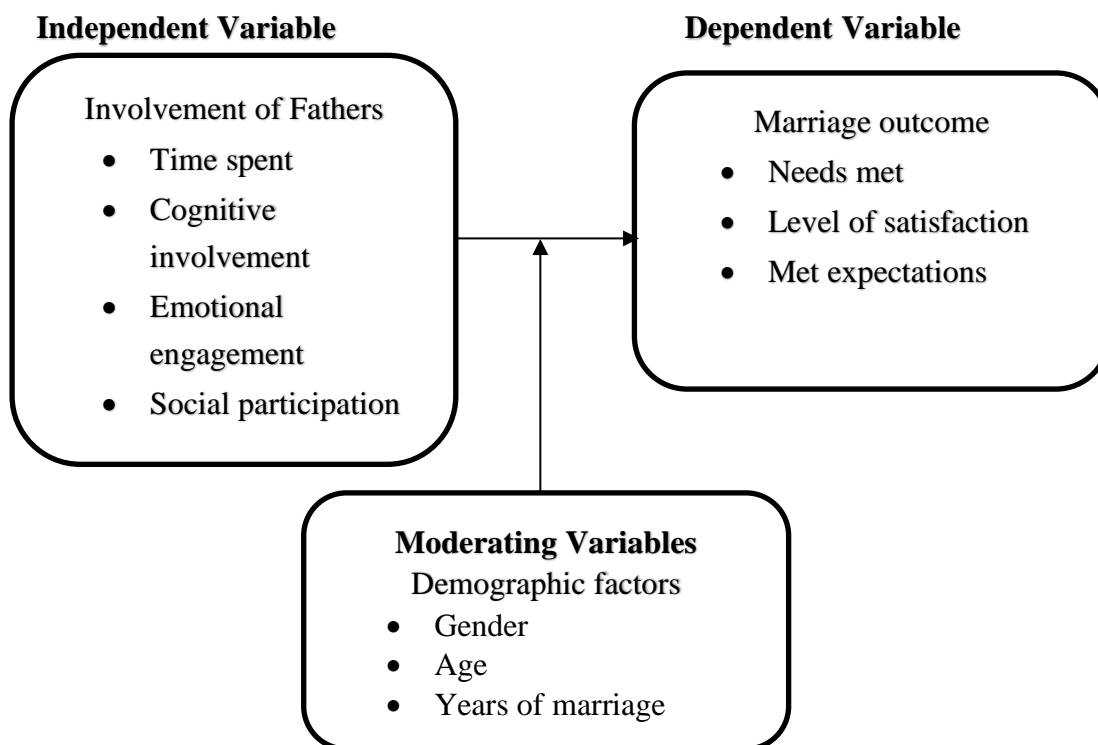 Independent Variable
Dependent Variable
Involvement of Fathers
• Time spent
• Cognitive
involvement
• Emotional
engagement
• Social participation
Marriage outcome
• Needs met
• Level of satisfaction
• Met expectations
Moderating Variables
Demographic factors
• Gender
• Age
• Years of marriage